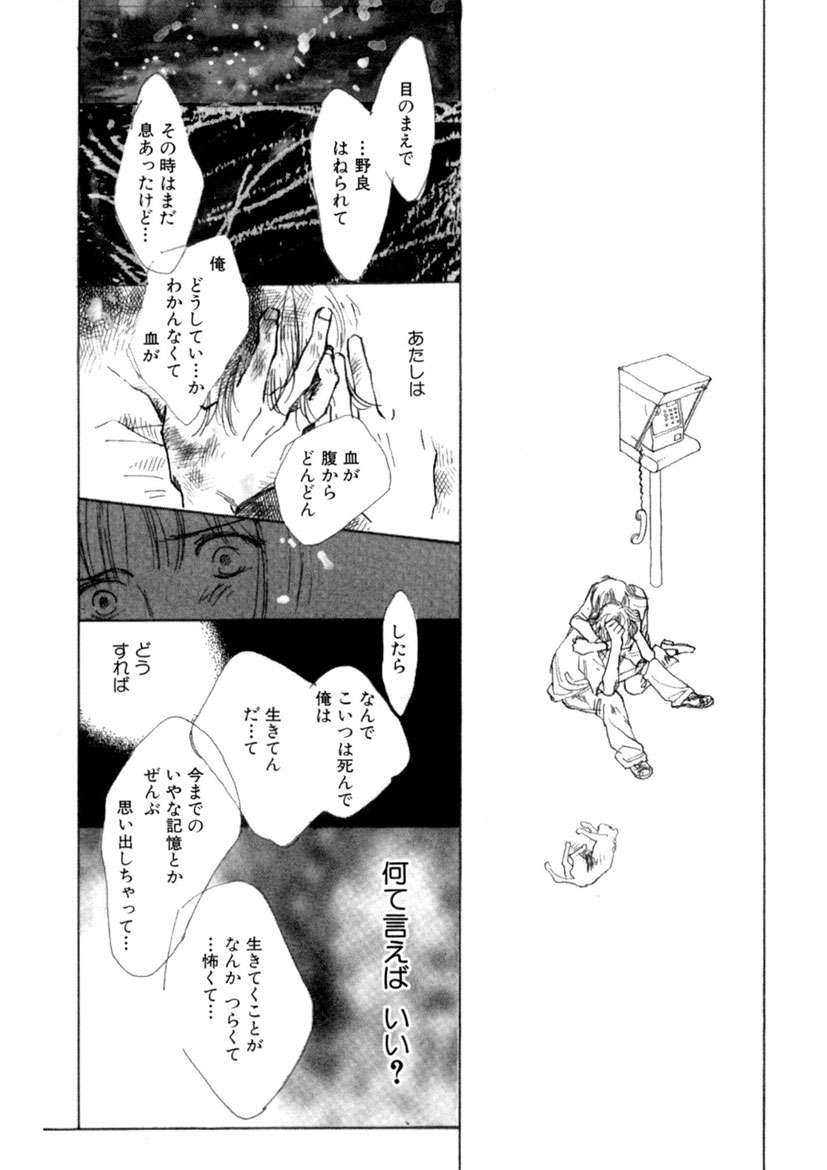 目のまえで
…野良
はねられて
その時はまだ
息あったけど…
俺
どうしてい…か
わかんなくて
血が
あたしは
血が
腹から
どんどん
したら
なんで
こいつは死んで
俺は
生きてん
だ…て
どう
すれば
今までの
いやな記憶とか
ぜんぶ
思い出しちゃって…
何て言えば いい?
生きてくことが
なんか つらくて
…怖くて…